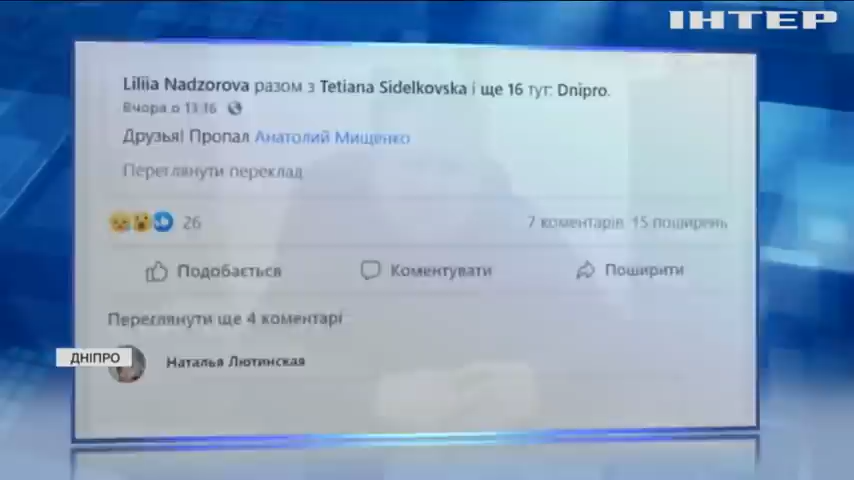 ІНТЕР
Liliia Nadzorova разом з Tetiana Sidelkovska і ще 16 тут: Dnipro.
Вчора о 13:16
Друзья! Пропал Анатолий Мищенко
Переглянути переклад
26
7 коментарів 15 поширень
Подобається Коментувати Поширити
Переглянути ще 4 коментарі
ДНІПРО
Наталья Лютинская